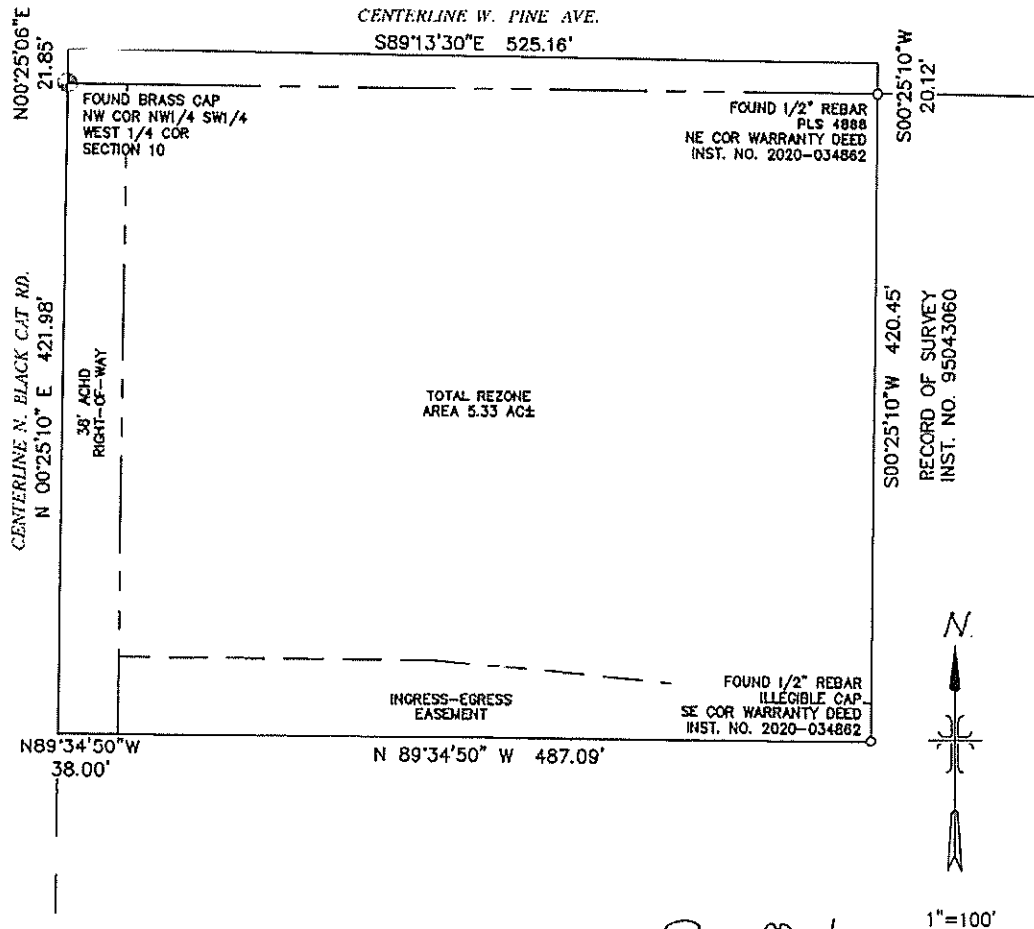 CENTERLINE W. PINE AVE.
S89°13'30"E 525.16'
N00°25'06"E
21.85'
S00°25'10"W
20.12'
FOUND BRASS CAP
NW COR NW1/4 SW1/4
WEST 1/4 COR
SECTION 10
FOUND 1/2" REBAR
PLS 4888
NE COR WARRANTY DEED
INST. NO. 2020-034862
CENTERLINE N. BLACK CAT RD.
N 00°25'10" E 421.98'
38' ACHD
RIGHT-OF-WAY
TOTAL REZONE
AREA 5.33 AC±
S00°25'10"W 420.45'
RECORD OF SURVEY
INST. NO. 95043060
INGRESS-EGRESS
EASEMENT
FOUND 1/2" REBAR
ILLEGIBLE CAP
SE COR WARRANTY DEED
INST. NO. 2020-034862
N89°34'50"W
38.00'
N 89°34'50" W 487.09'
N.
1"=100'